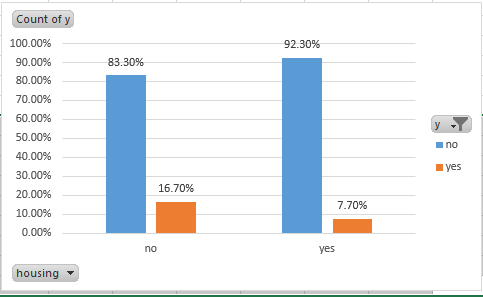 Count of y
100.00%
90.00%
80.00%
70.00%
60.00%
50.00%
40.00%
30.00%
20.00%
10.00%
0.00%
83.30%
16.70%
92.30%
7.70%
no
yes
y
no
yes
housing